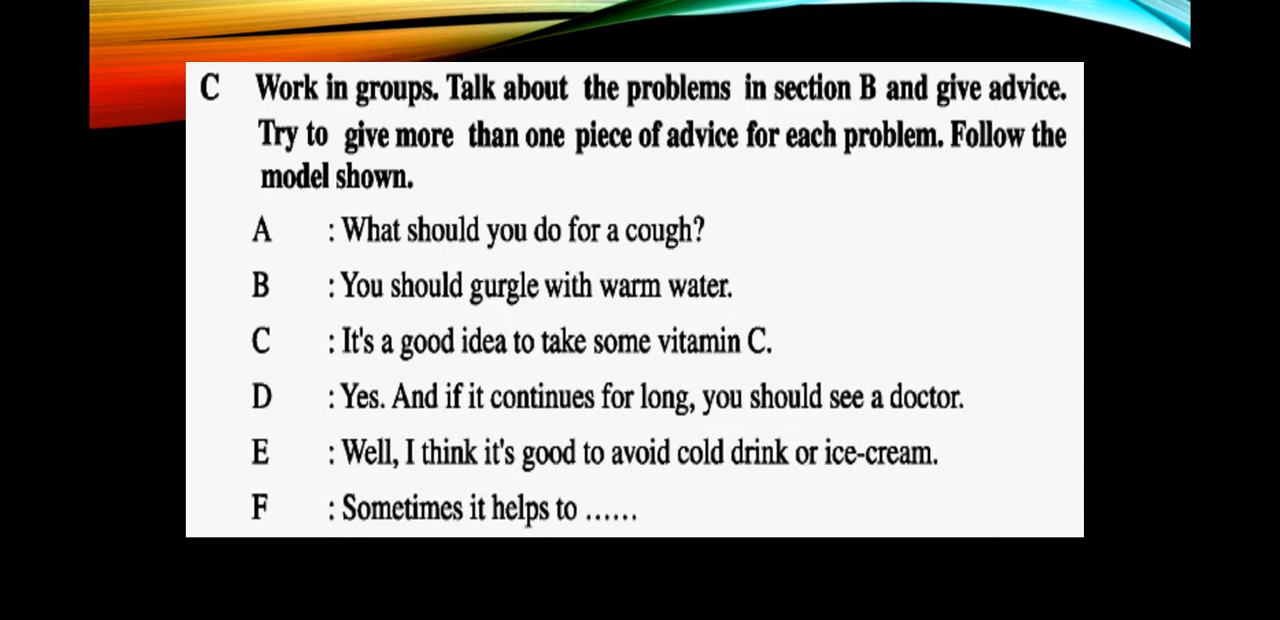 C Work in groups. Talk about the problems in section B and give advice.
Try to give more than one piece of advice for each problem. Follow the
model shown.
A : What should you do for a cough?
B : You should gurgle with warm water.
C : It's a good idea to take some vitamin C.
D : Yes. And if it continues for long, you should see a doctor.
E : Well, I think it's good to avoid cold drink or ice-cream.
F : Sometimes it helps to ......